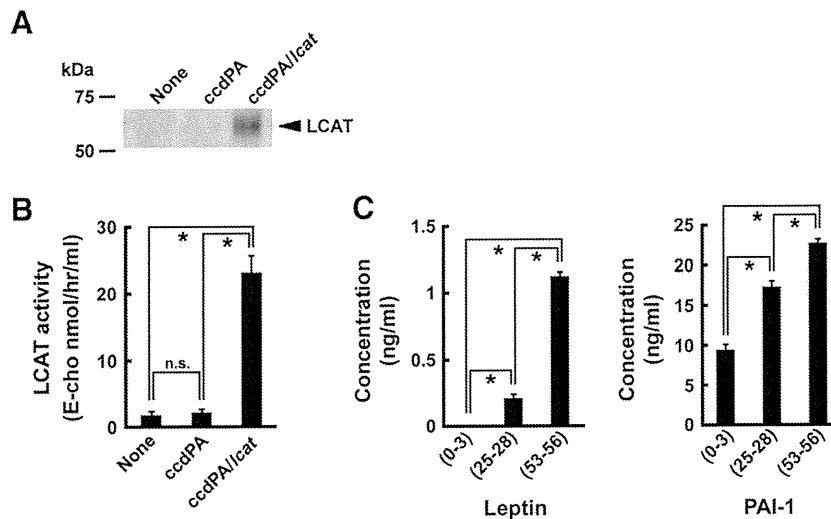 A
kDa
None
ccdPA
ccdPA/lcat
75
LCAT
50
B
LCAT activity
(E-cho nmol/hr/ml)
30
20
10
0
*
*
n.s.
None
ccdPA
ccdPA/lcat
C
Concentration
(ng/ml)
1.5
1
0.5
0
*
*
*
(0-3)
(25-28)
(53-56)
Leptin
Concentration
(ng/ml)
25
20
15
10
5
0
*
*
*
(0-3)
(25-28)
(53-56)
PAI-1